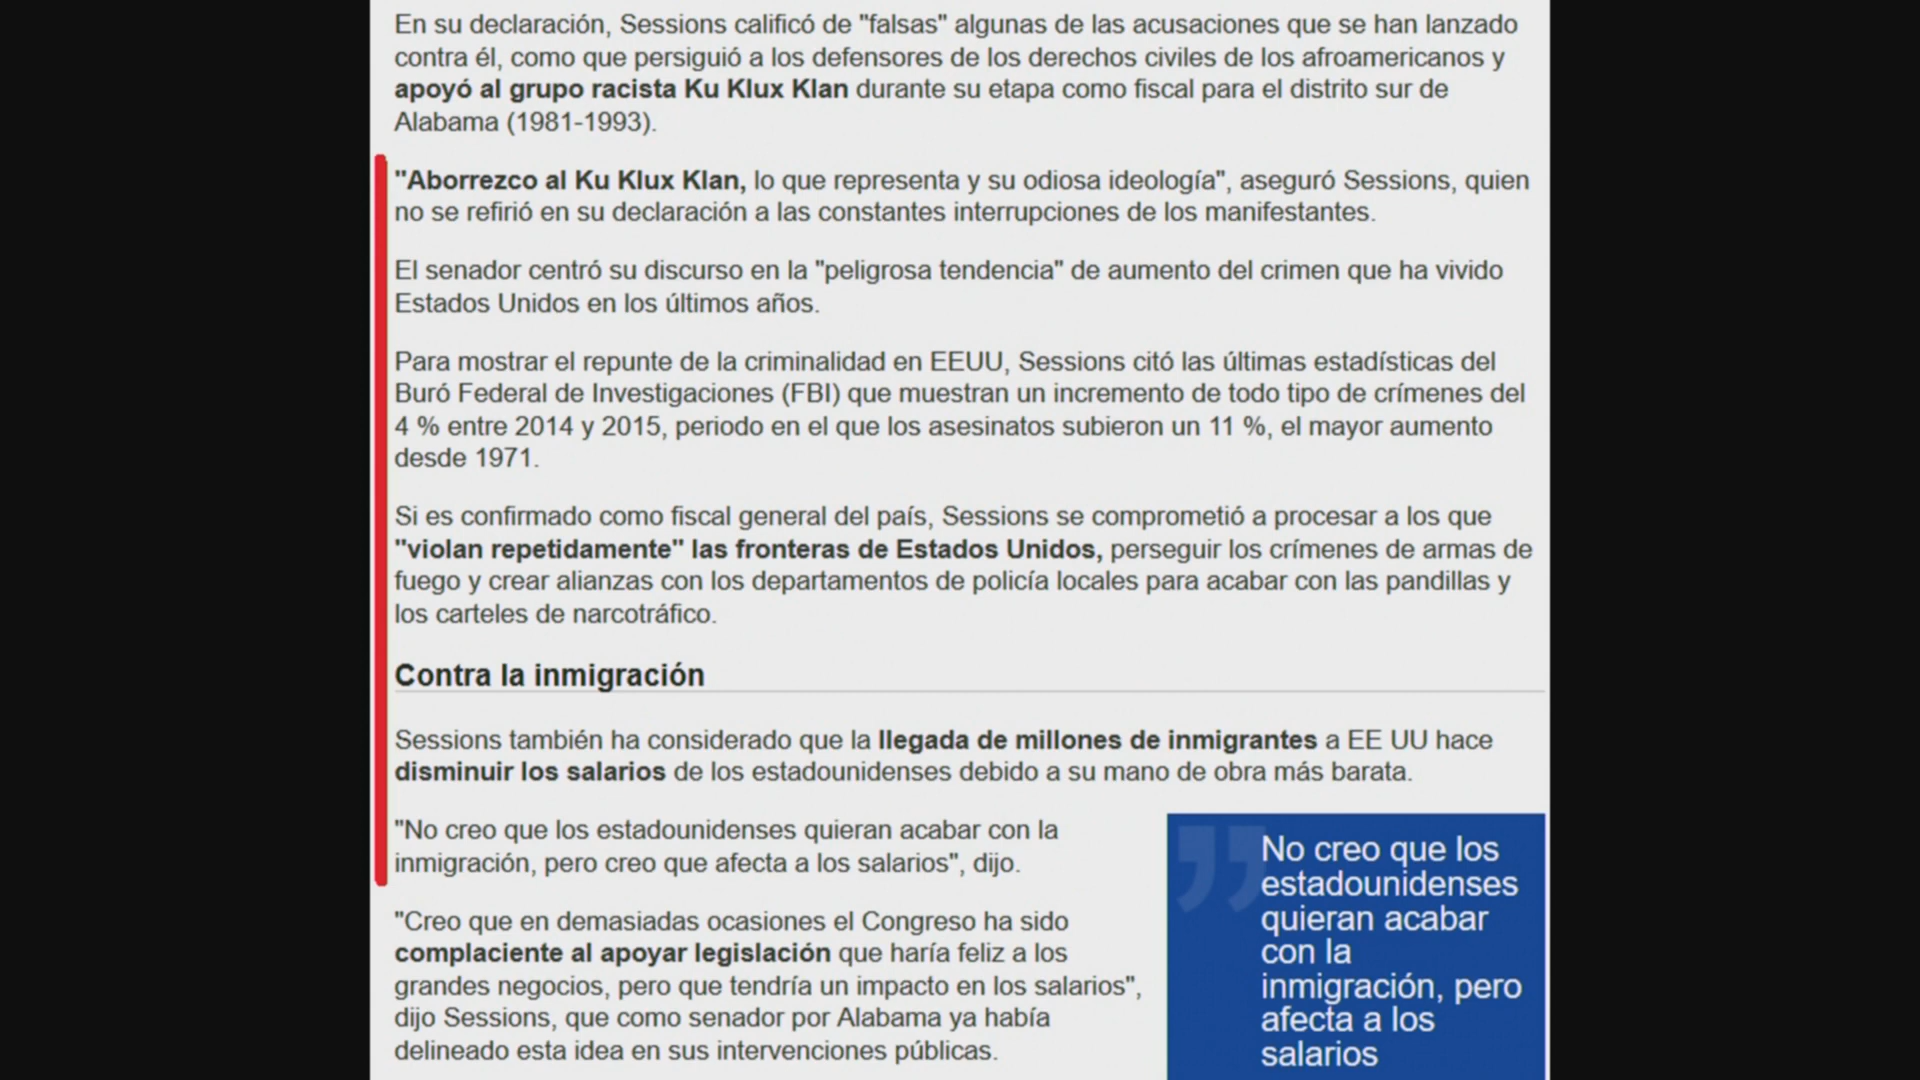 En su declaración, Sessions calificó de "falsas" algunas de las acusaciones que se han lanzado
contra él, como que persiguió a los defensores de los derechos civiles de los afroamericanos y
apoyó al grupo racista Ku Klux Klan durante su etapa como fiscal para el distrito sur de
Alabama (1981-1993).
"Aborrezco al Ku Klux Klan, lo que representa y su odiosa ideología", aseguró Sessions, quien
no se refirió en su declaración a las constantes interrupciones de los manifestantes.
El senador centró su discurso en la "peligrosa tendencia" de aumento del crimen que ha vivido
Estados Unidos en los últimos años.
Para mostrar el repunte de la criminalidad en EEUU, Sessions citó las últimas estadísticas del
Buró Federal de Investigaciones (FBI) que muestran un incremento de todo tipo de crímenes del
4 % entre 2014 y 2015, periodo en el que los asesinatos subieron un 11 %, el mayor aumento
desde 1971.
Si es confirmado como fiscal general del país, Sessions se comprometió a procesar a los que
"violan repetidamente" las fronteras de Estados Unidos, perseguir los crímenes de armas de
fuego y crear alianzas con los departamentos de policía locales para acabar con las pandillas y
los carteles de narcotráfico.
Contra la inmigración
Sessions también ha considerado que la llegada de millones de inmigrantes a EE UU hace
disminuir los salarios de los estadounidenses debido a su mano de obra más barata.
"No creo que los estadounidenses quieran acabar con la
inmigración, pero creo que afecta a los salarios", dijo.
"Creo que en demasiadas ocasiones el Congreso ha sido
complaciente al apoyar legislación que haría feliz a los
grandes negocios, pero que tendría un impacto en los salarios",
dijo Sessions, que como senador por Alabama ya había
delineado esta idea en sus intervenciones públicas.
No creo que los
estadounidenses
quieran acabar
con la
inmigración, pero
afecta a los
salarios